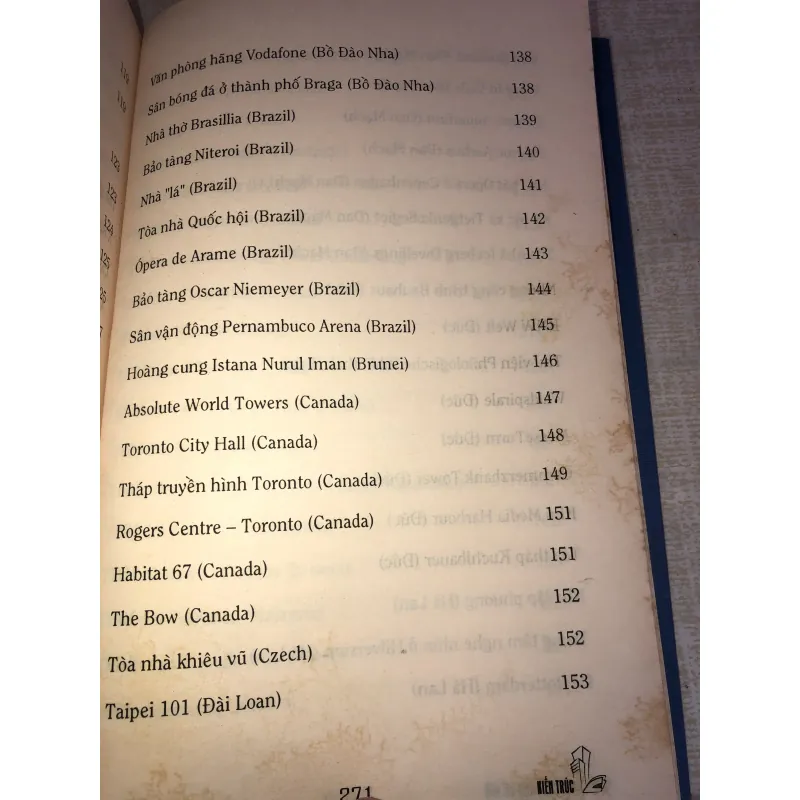 Văn phòng hãng Vodafone (Bồ Đào Nha) 138
Sân bóng đá ở thành phố Braga (Bồ Đào Nha) 138
Nhà thờ Brasillia (Brazil) 139
Bảo tàng Niteroi (Brazil) 140
Nhà "lá" (Brazil) 141
Tòa nhà Quốc hội (Brazil) 142
Ópera de Arame (Brazil) 143
Bảo tàng Oscar Niemeyer (Brazil) 144
Sân vận động Pernambuco Arena (Brazil) 145
Hoàng cung Istana Nurul Iman (Brunei) 146
Absolute World Towers (Canada) 147
Toronto City Hall (Canada) 148
Tháp truyền hình Toronto (Canada) 149
Rogers Centre – Toronto (Canada) 151
Habitat 67 (Canada) 151
The Bow (Canada) 152
Tòa nhà khiêu vũ (Czech) 152
Taipei 101 (Đài Loan) 153
271
KIẾN TRÚC